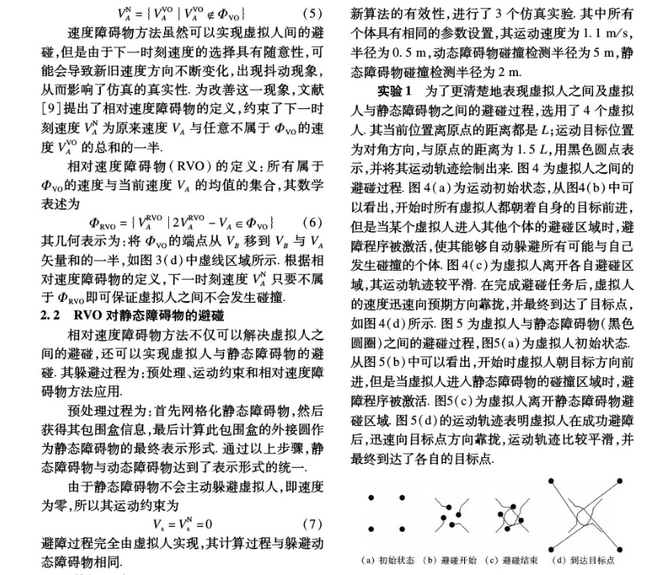 V_A^N = { V_A^VO | V_A^VO ∉ Φ_VO } (5)
速度障碍物方法虽然可以实现虚拟人间的避
碰,但是由于下一时刻速度的选择具有随意性,可
能会导致新旧速度方向不断变化,出现抖动现象,
从而影响了仿真的真实性. 为改善这一现象,文献
[9]提出了相对速度障碍物的定义,约束了下一时
刻速度 V_A^N 为原来速度 V_A 与任意不属于 Φ_VO的速
度 V_A^VO 的总和的一半.
相对速度障碍物(RVO)的定义:所有属于
Φ_VO的速度与当前速度 V_A 的均值的集合,其数学
表述为
Φ_RVO = { V_A^RVO | 2V_A^RVO - V_A ∈ Φ_VO } (6)
其几何表示为:将 Φ_VO的端点从 V_B 移到 V_B 与 V_A
矢量和的一半,如图 3(d)中虚线区域所示. 根据相
对速度障碍物的定义,下一时刻速度 V_A^N 只要不属
于 Φ_RVO即可保证虚拟人之间不会发生碰撞.
2.2 RVO 对静态障碍物的避碰
相对速度障碍物方法不仅可以解决虚拟人之
间的避碰,还可以实现虚拟人与静态障碍物的避
碰. 其躲避过程为:预处理、运动约束和相对速度障
碍物方法应用.
预处理过程为:首先网格化静态障碍物,然后
获得其包围盒信息,最后计算此包围盒的外接圆作
为静态障碍物的最终表示形式. 通过以上步骤,静
态障碍物与动态障碍物达到了表示形式的统一.
由于静态障碍物不会主动躲避虚拟人,即速度
为零,所以其运动约束为
V_s = V_s^N = 0 (7)
避障过程完全由虚拟人实现,其计算过程与躲避动
态障碍物相同.
新算法的有效性,进行了 3 个仿真实验. 其中所有
个体具有相同的参数设置,其运动速度为 1.1 m/s,
半径为 0.5 m,动态障碍物碰撞检测半径为 5 m,静
态障碍物碰撞检测半径为 2 m.
实验 1 为了更清楚地表现虚拟人之间及虚拟
人与静态障碍物之间的避碰过程,选用了 4 个虚拟
人. 其当前位置离原点的距离都是 L;运动目标位置
为对角方向,与原点的距离为 1.5 L,用黑色圆点表
示,并将其运动轨迹绘制出来. 图 4 为虚拟人之间的
避碰过程. 图 4(a)为运动初始状态,从图4(b)中可
以看出,开始时所有虚拟人都朝着自身的目标前进,
但是当某个虚拟人进入其他个体的避碰区域时,避
障程序被激活,使其能够自动躲避所有可能与自己
发生碰撞的个体. 图 4(c)为虚拟人离开各自避碰区
域,其运动轨迹较平滑. 在完成避碰任务后,虚拟人
的速度迅速向预期方向靠拢,并最终到达了目标点,
如图 4(d)所示. 图 5 为虚拟人与静态障碍物(黑色
圆圈)之间的避碰过程,图5(a)为虚拟人初始状态.
从图 5(b)中可以看出,开始时虚拟人朝目标方向前
进,但是当虚拟人进入静态障碍物的碰撞区域时,避
障程序被激活. 图5(c)为虚拟人离开静态障碍物避
碰区域. 图 5(d)的运动轨迹表明虚拟人在成功避障
后,迅速向目标点方向靠拢,运动轨迹比较平滑,并
最终到达了各自的目标点.
(a) 初始状态 (b) 避碰开始 (c) 避碰结束 (d) 到达目标点